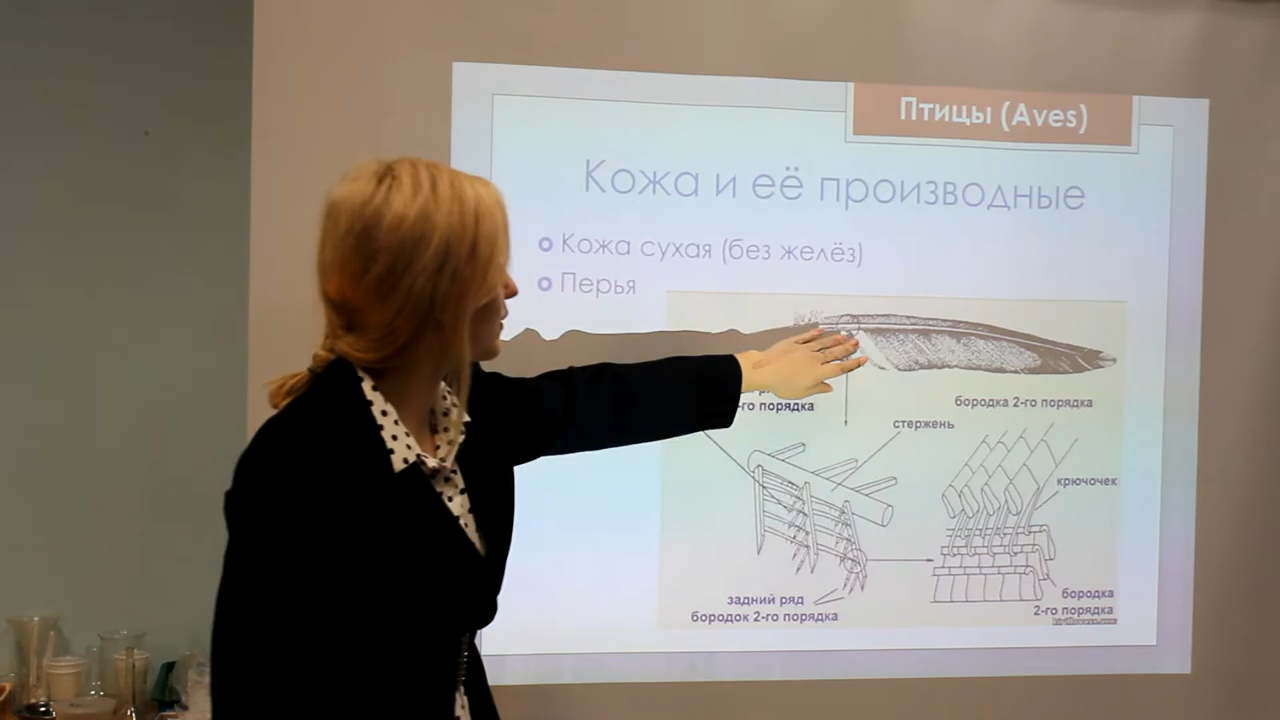 Птицы (Aves)
Кожа и её производные
Кожа сухая (без желёз)
Перья
-го порядка
бородка 2-го порядка
стержень
крючочек
задний ряд
бородок 2-го порядка
бородка
2-го порядка